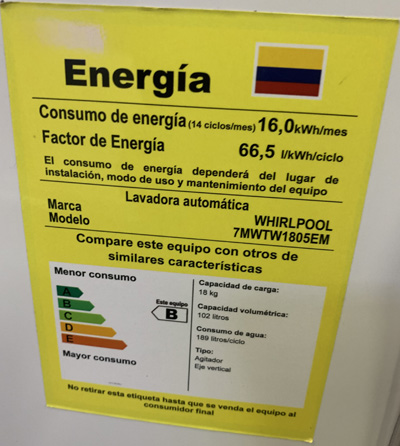 Energía
Consumo de energía (14 ciclos/mes) 16,0 kWh/mes
Factor de Energía 66,5 l/kWh/ciclo
El consumo de energía dependerá del lugar de
instalación, modo de uso y mantenimiento del equipo
Lavadora automática
Marca WHIRLPOOL
Modelo 7MWTW1805EM
Compare este equipo con otros de
similares características
Menor consumo
A
B
C
D
E
Mayor consumo
Este equipo
B
Capacidad de carga:
18 kg
Capacidad volumétrica:
102 litros
Consumo de agua:
189 litros/ciclo
Tipo:
Agitador
Eje vertical
No retirar esta etiqueta hasta que se venda el equipo al
consumidor final